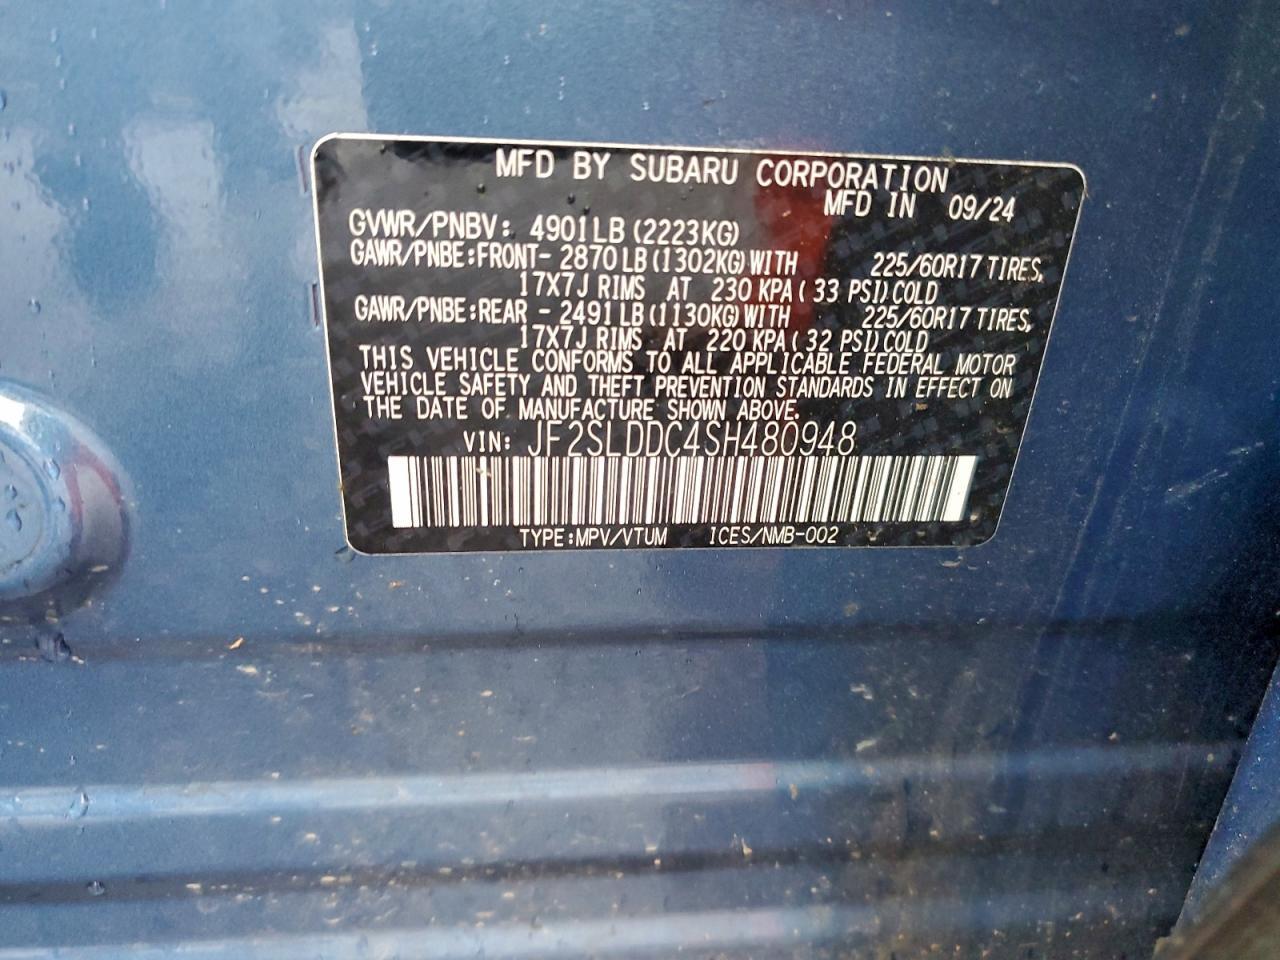 MFD BY SUBARU CORPORATION
MFD IN 09/24
GVWR/PNBV: 4901LB (2223KG)
GAWR/PNBE:FRONT- 2870LB (1302KG) WITH 225/60R17 TIRES,
17X7J RIMS AT 230 KPA( 33 PSI)COLD
GAWR/PNBE:REAR - 2491LB (1130KG) WITH 225/60R17 TIRES,
17X7J RIMS AT 220 KPA( 32 PSI)COLD
THIS VEHICLE CONFORMS TO ALL APPLICABLE FEDERAL MOTOR
VEHICLE SAFETY AND THEFT PREVENTION STANDARDS IN EFFECT ON
THE DATE OF MANUFACTURE SHOWN ABOVE.
VIN: JF2SLDDC4SH480948
TYPE:MPV/VTUM ICES/NMB-002